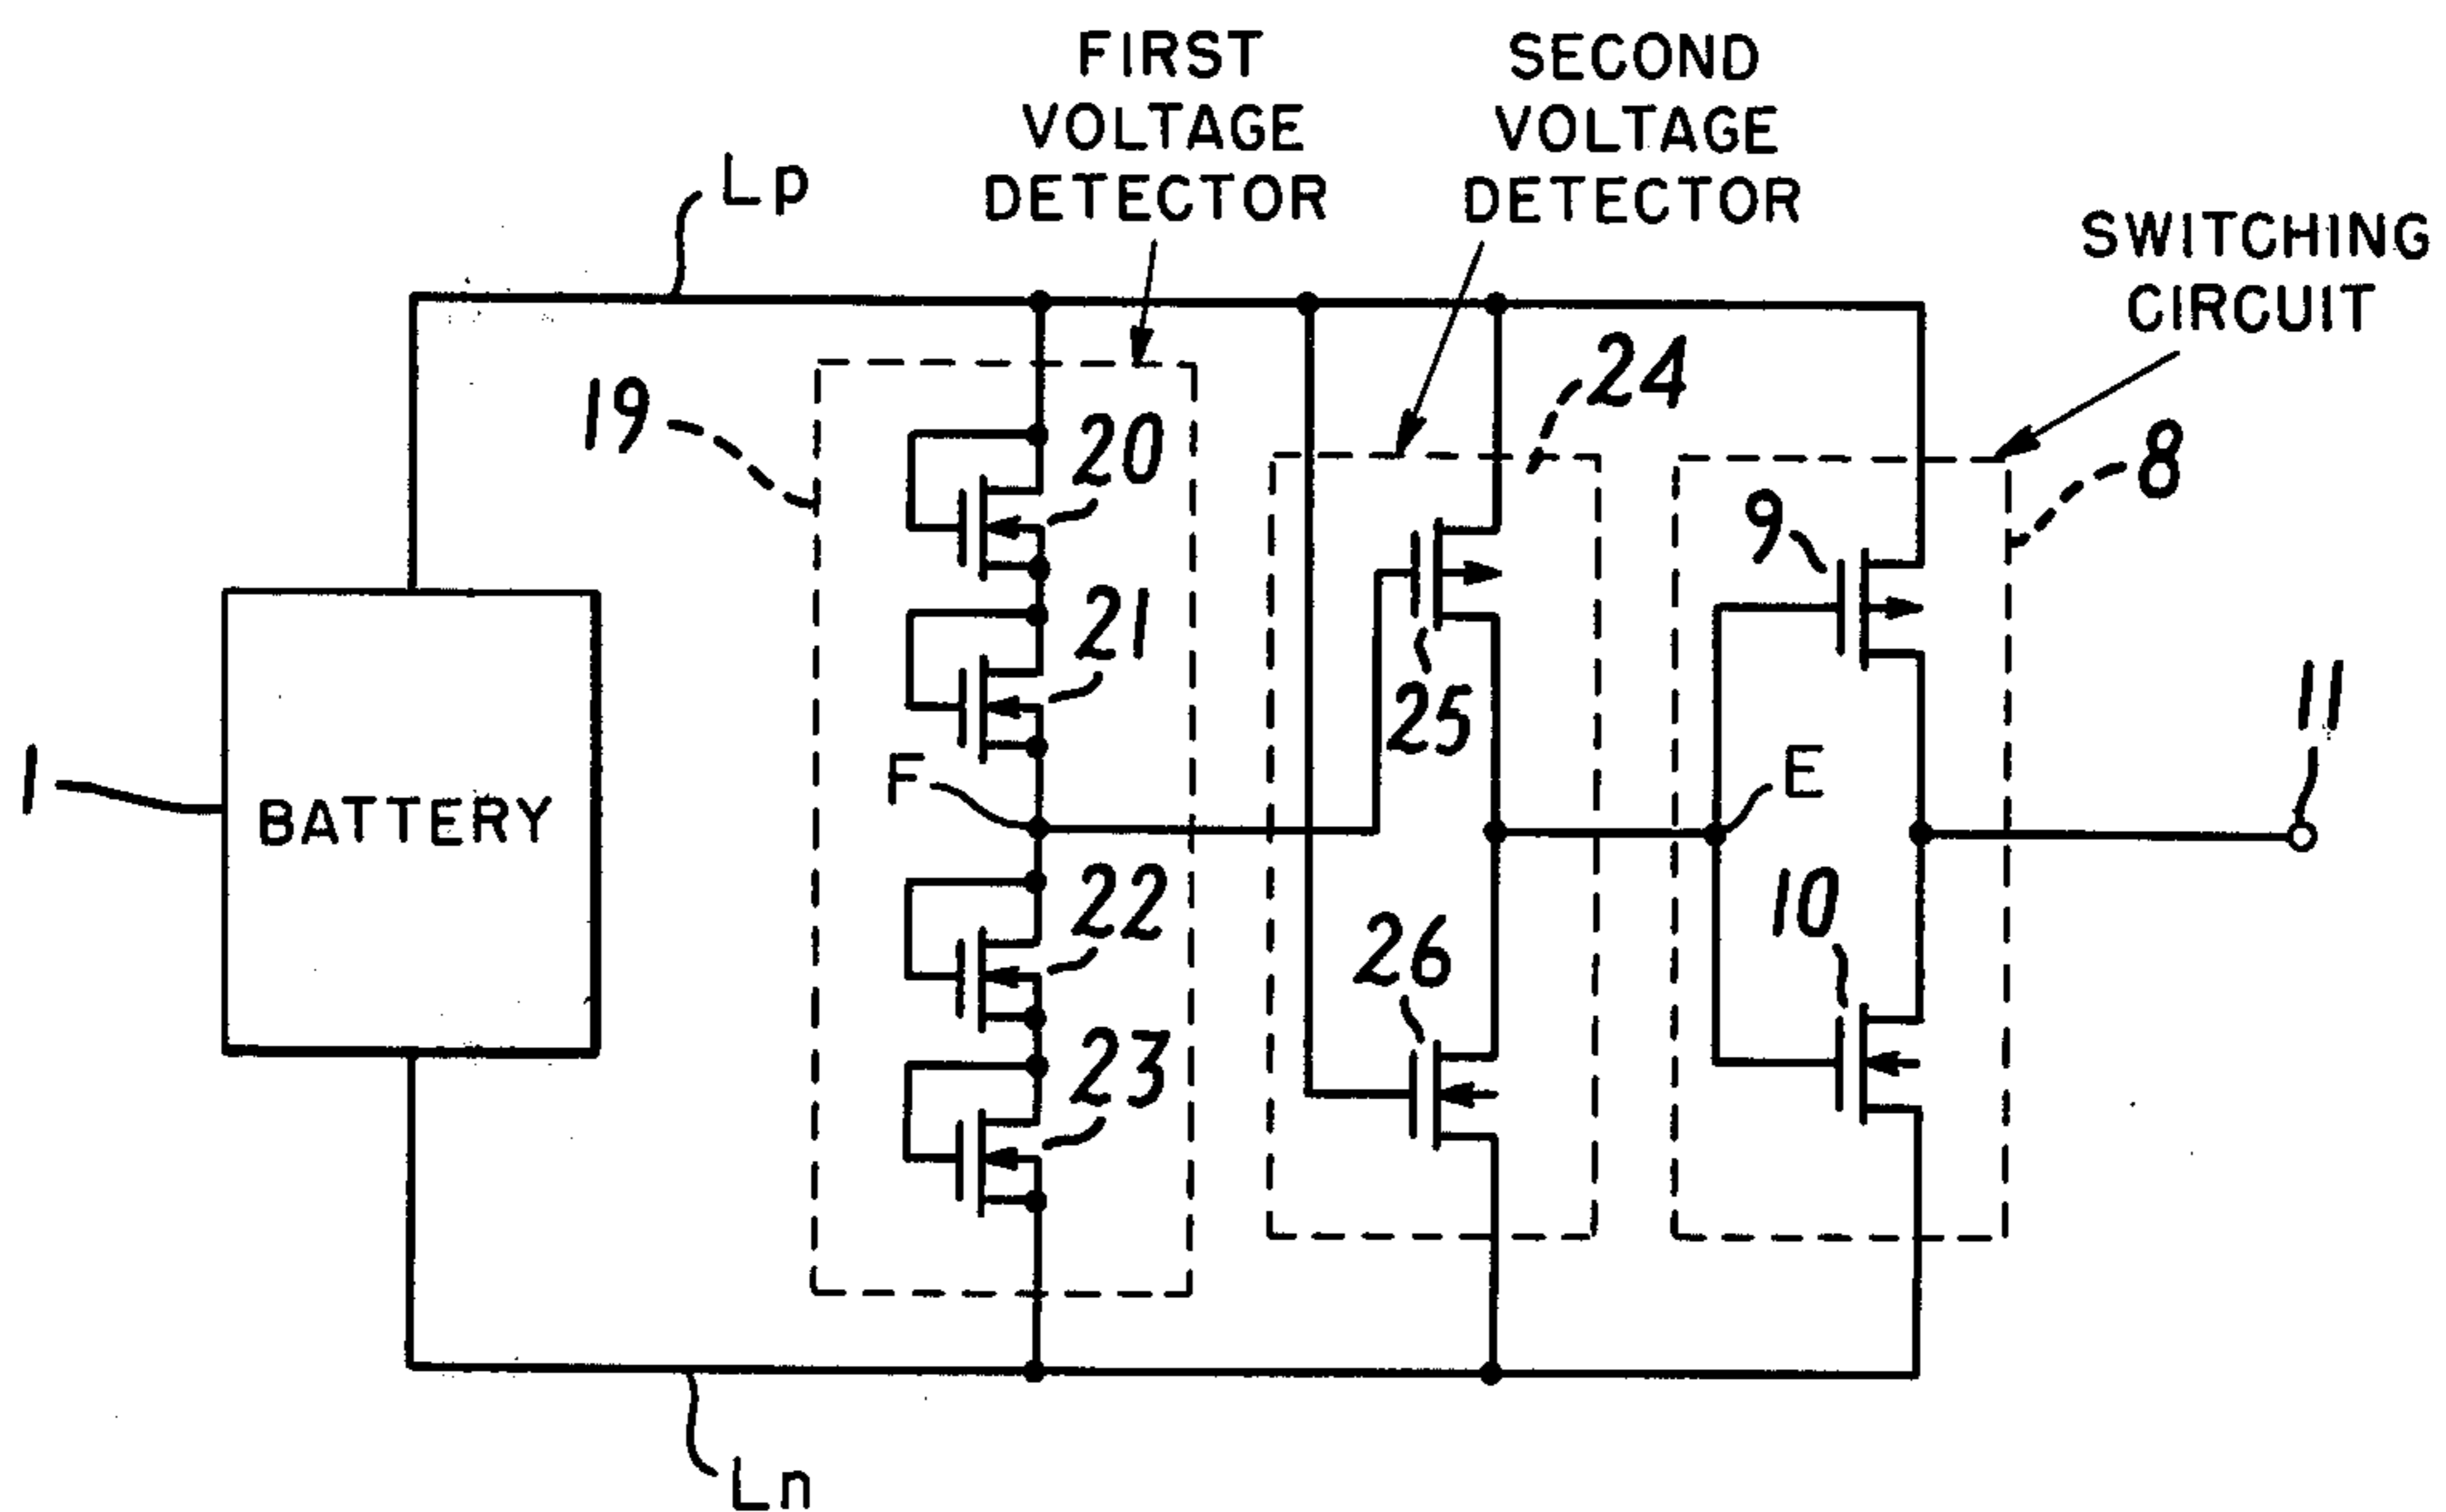 FIRST
VOLTAGE
DETECTOR
SECOND
VOLTAGE
DETECTOR
SWITCHING
CIRCUIT
Lp
19
20
24
8
9
21
25
11
1
BATTERY
F
E
22
10
26
23
Ln